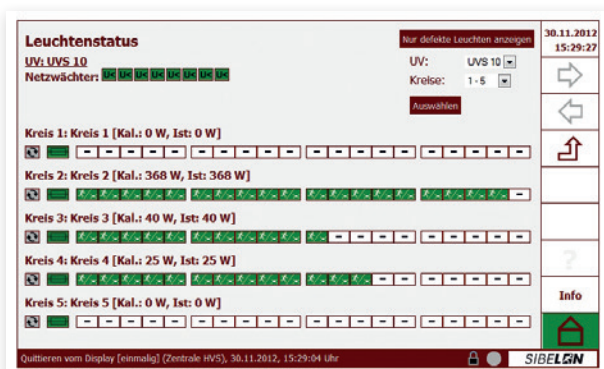 Leuchtenstatus
Nur defekte Leuchten anzeigen
30.11.2012
15:29:27
UV: UVS 10
UV: UVS 10
Netzwächter: U< U< U< U< U< U< U< U<
Kreise: 1 - 5
Auswählen
Kreis 1: Kreis 1 [Kal.: 0 W, Ist: 0 W]
- - - - - - - - - - - - - - - - - - - -
Kreis 2: Kreis 2 [Kal.: 368 W, Ist: 368 W]
-
Kreis 3: Kreis 3 [Kal.: 40 W, Ist: 40 W]
- - - - - - - - -
Kreis 4: Kreis 4 [Kal.: 25 W, Ist: 25 W]
- - - - - - -
Kreis 5: Kreis 5 [Kal.: 0 W, Ist: 0 W]
- - - - - - - - - - - - - - - - - - - -
?
Info
Quittieren vom Display [einmalig] (Zentrale HVS), 30.11.2012, 15:29:04 Uhr
SIBELON